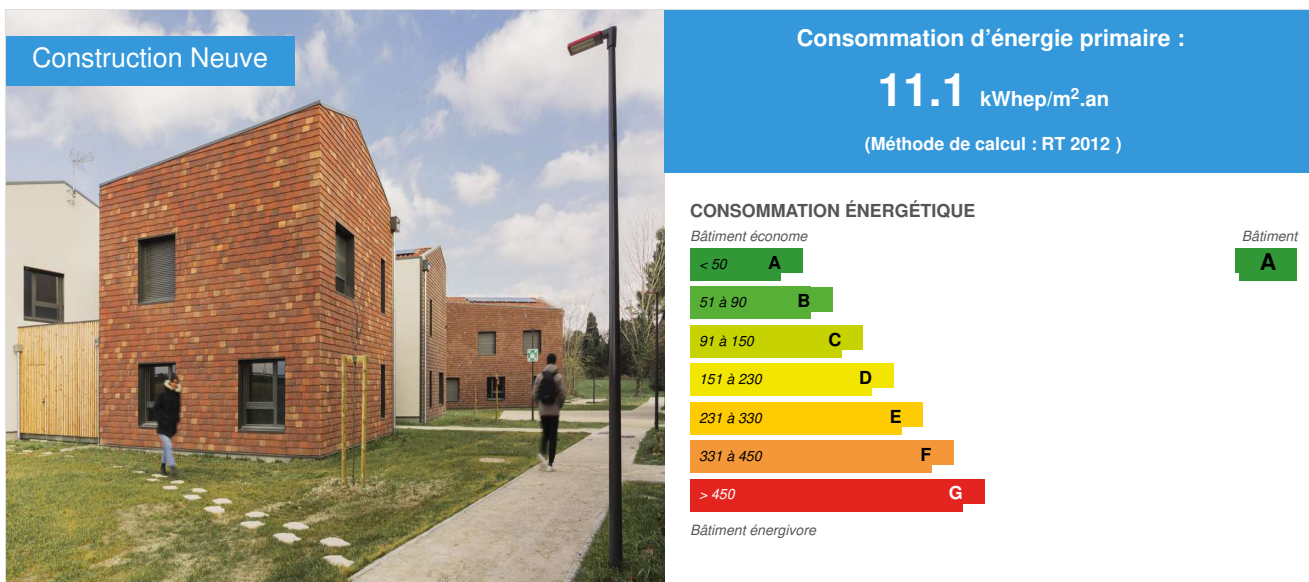 Construction Neuve
Consommation d'énergie primaire :
11.1 kWhep/m².an
(Méthode de calcul : RT 2012 )
CONSOMMATION ÉNERGÉTIQUE
Bâtiment économe
Bâtiment
< 50 A
A
51 à 90 B
91 à 150 C
151 à 230 D
231 à 330 E
331 à 450 F
> 450 G
Bâtiment énergivore